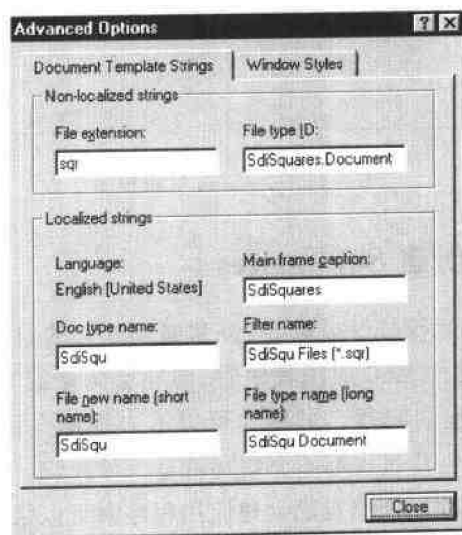 Advanced Options
Document Template Strings Window Styles
Non-localized strings
File extension: File type ID:
sqr SdiSquares.Document
Localized strings
Language: Main frame caption:
English [United States] SdiSquares
Doc type name: Filter name:
SdiSqu SdiSqu Files (*.sqr)
File new name (short name): File type name (long name):
SdiSqu SdiSqu Document
Close